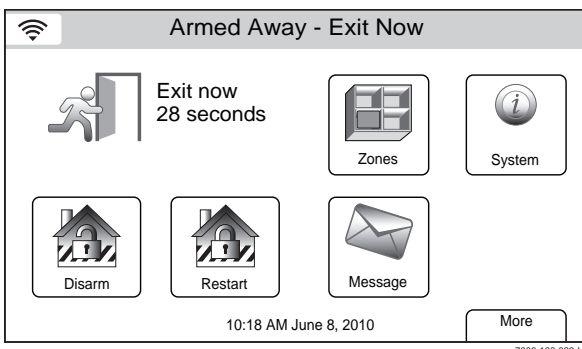 Armed Away - Exit Now
Exit now
28 seconds
Zones
System
Disarm
Restart
Message
10:18 AM June 8, 2010
More